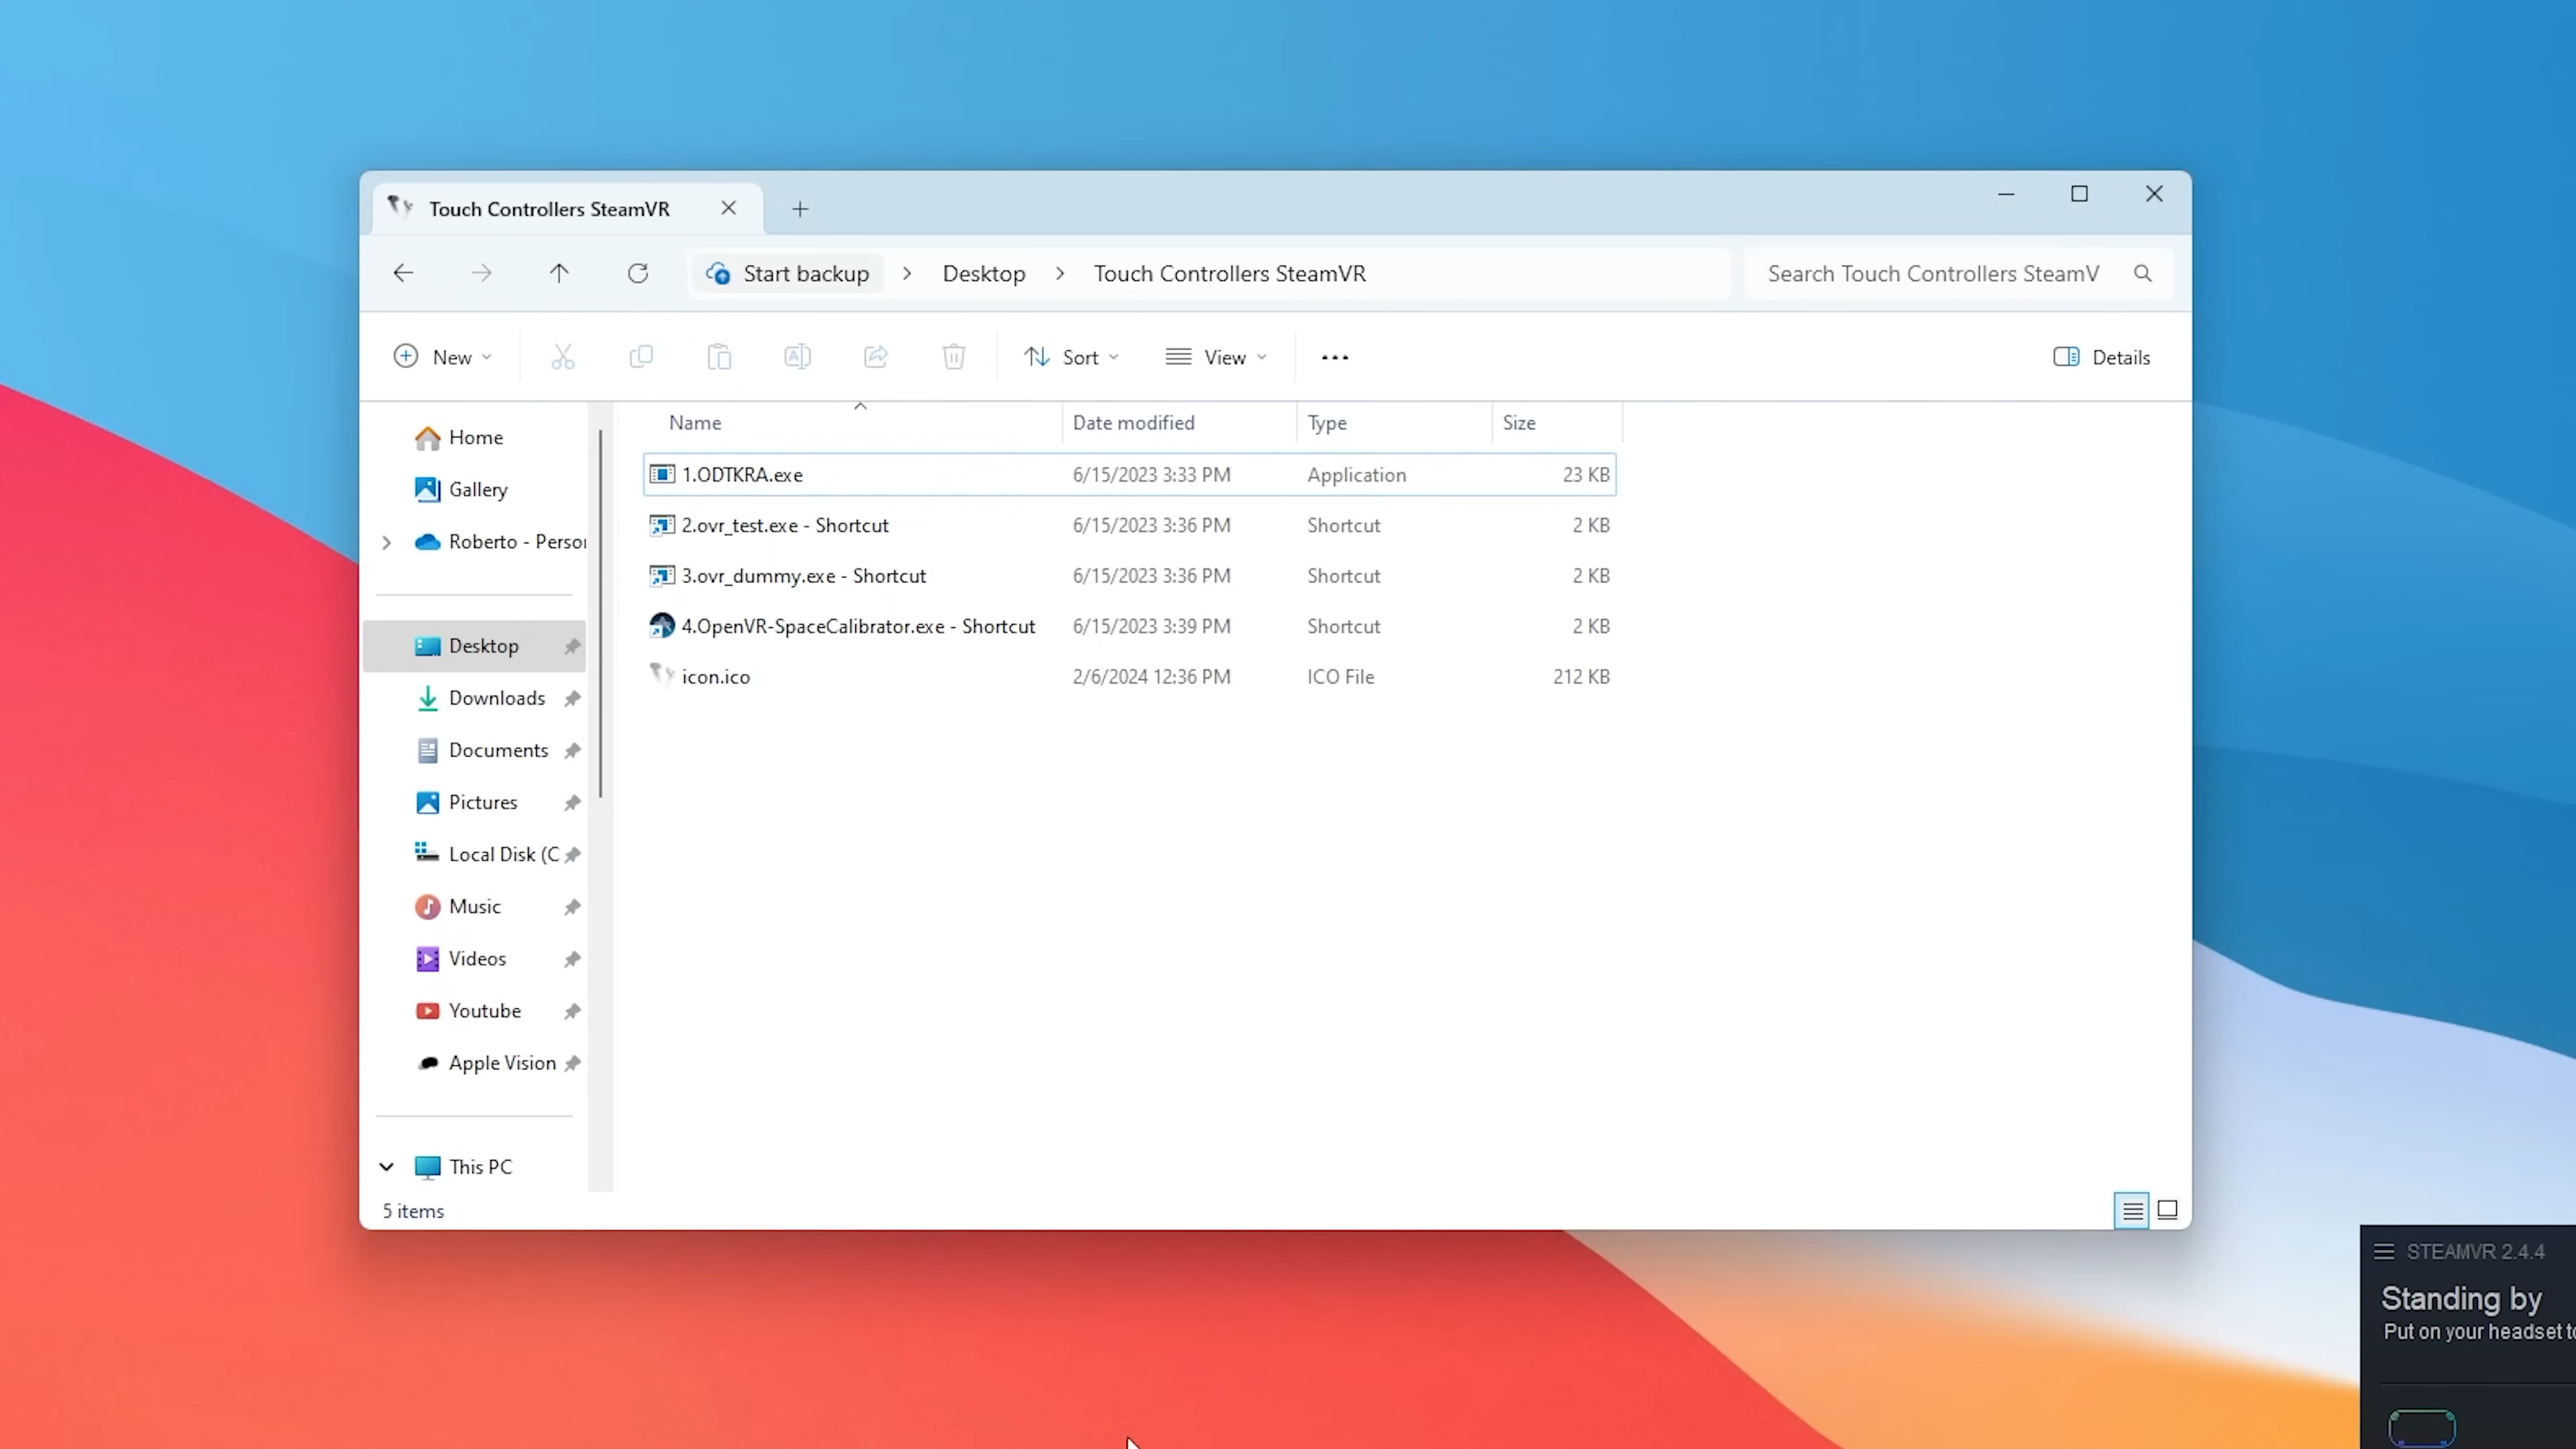 Touch Controllers SteamVR
Start backup > Desktop > Touch Controllers SteamVR
Search Touch Controllers SteamV
New
Sort
View
Details
Name Date modified Type Size
Home
Gallery
Roberto - Person
Desktop
Downloads
Documents
Pictures
Local Disk (C
Music
Videos
Youtube
Apple Vision
This PC
1.ODTKRA.exe 6/15/2023 3:33 PM Application 23 KB
2.ovr_test.exe - Shortcut 6/15/2023 3:36 PM Shortcut 2 KB
3.ovr_dummy.exe - Shortcut 6/15/2023 3:36 PM Shortcut 2 KB
4.OpenVR-SpaceCalibrator.exe - Shortcut 6/15/2023 3:39 PM Shortcut 2 KB
icon.ico 2/6/2024 12:36 PM ICO File 212 KB
5 items
STEAMVR 2.4.4
Standing by
Put on your headset to